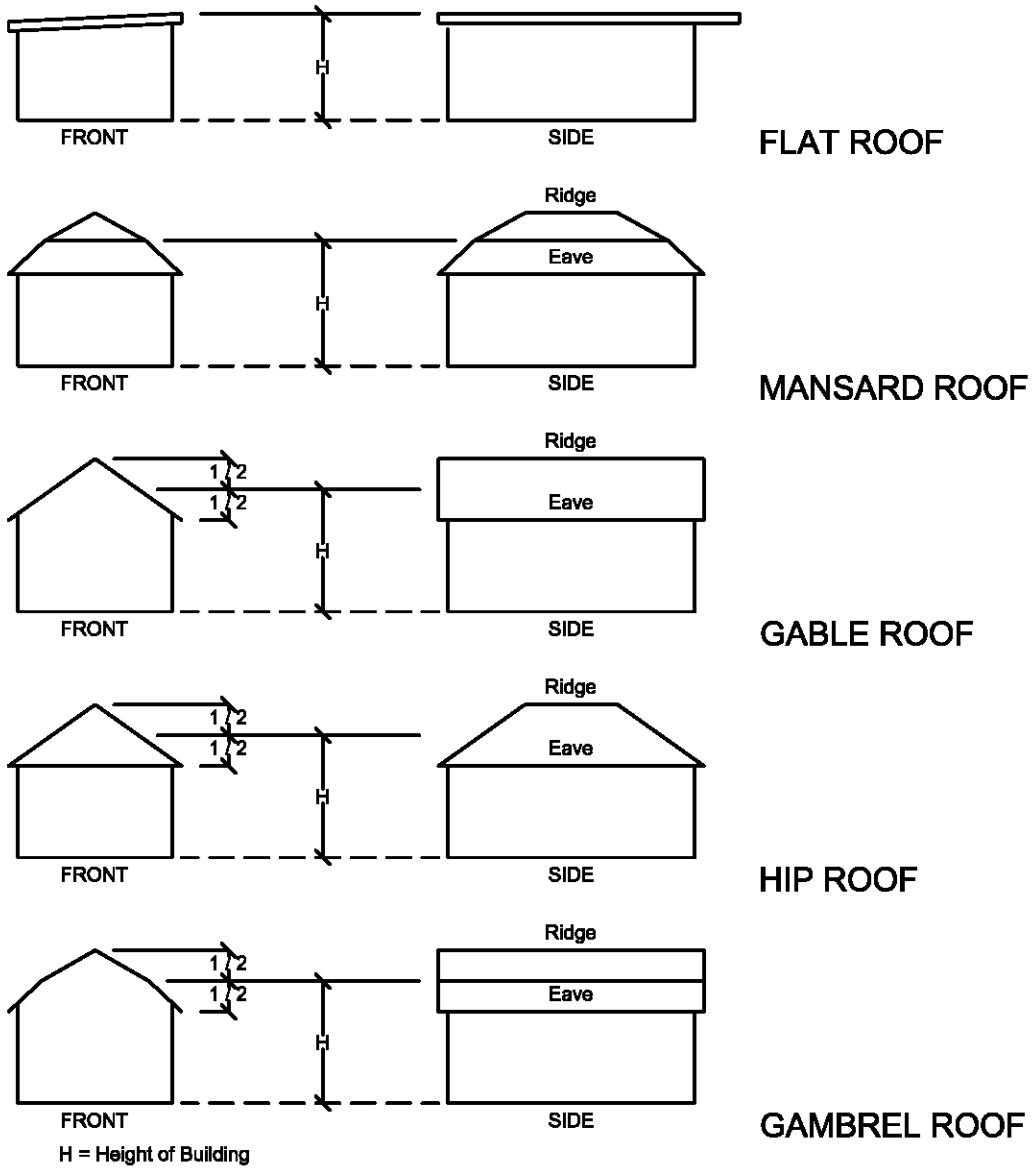 H
FRONT
SIDE
FLAT ROOF
Ridge
H
Eave
FRONT
SIDE
MANSARD ROOF
Ridge
1/2
1/2
Eave
H
FRONT
SIDE
GABLE ROOF
Ridge
1/2
1/2
Eave
H
FRONT
SIDE
HIP ROOF
Ridge
1/2
1/2
Eave
H
FRONT
SIDE
GAMBREL ROOF
H = Height of Building